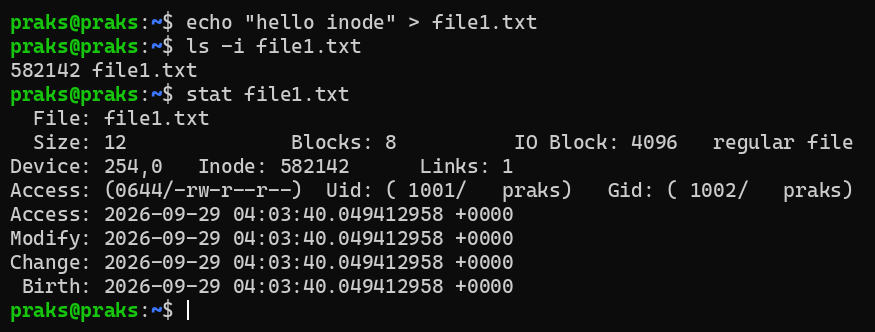 praks@praks:~$ echo "hello inode" > file1.txt
praks@praks:~$ ls -i file1.txt
582142 file1.txt
praks@praks:~$ stat file1.txt
  File: file1.txt
  Size: 12              Blocks: 8          IO Block: 4096   regular file
Device: 254,0   Inode: 582142      Links: 1
Access: (0644/-rw-r--r--)  Uid: ( 1001/   praks)   Gid: ( 1002/   praks)
Access: 2026-09-29 04:03:40.049412958 +0000
Modify: 2026-09-29 04:03:40.049412958 +0000
Change: 2026-09-29 04:03:40.049412958 +0000
 Birth: 2026-09-29 04:03:40.049412958 +0000
praks@praks:~$